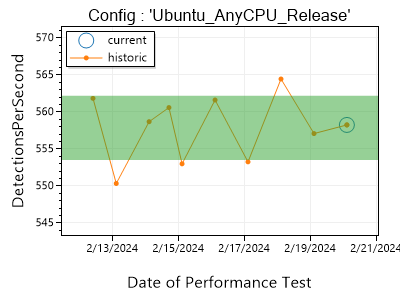 Config : 'Ubuntu_AnyCPU_Release'
current
historic
DetectionsPerSecond
570
565
560
555
550
545
2/13/2024
2/15/2024
2/17/2024
2/19/2024
2/21/2024
Date of Performance Test